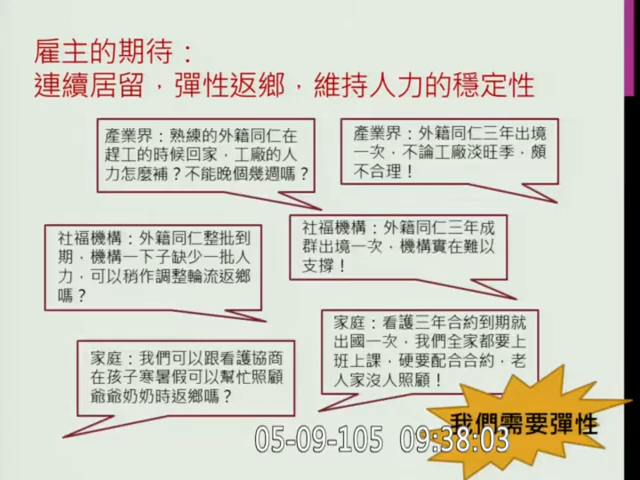 雇主的期待：
連續居留，彈性返鄉，維持人力的穩定性
產業界：熟練的外籍同仁在
趕工的時候回家，工廠的人
力怎麼補？不能晚個幾週嗎？
產業界：外籍同仁三年出境
一次，不論工廠淡旺季，頗
不合理！
社福機構：外籍同仁整批到
期，機構一下子缺少一批人
力，可以稍作調整輪流返鄉
嗎？
社福機構：外籍同仁三年成
群出境一次，機構實在難以
支撐！
家庭：我們可以跟看護協商
在孩子寒暑假可以幫忙照顧
爺爺奶奶時返鄉嗎？
家庭：看護三年合約到期就
出國一次，我們全家都要上
班上課，硬要配合合約，老
人家沒人照顧！
我們需要彈性
05-09-105 09:38:03